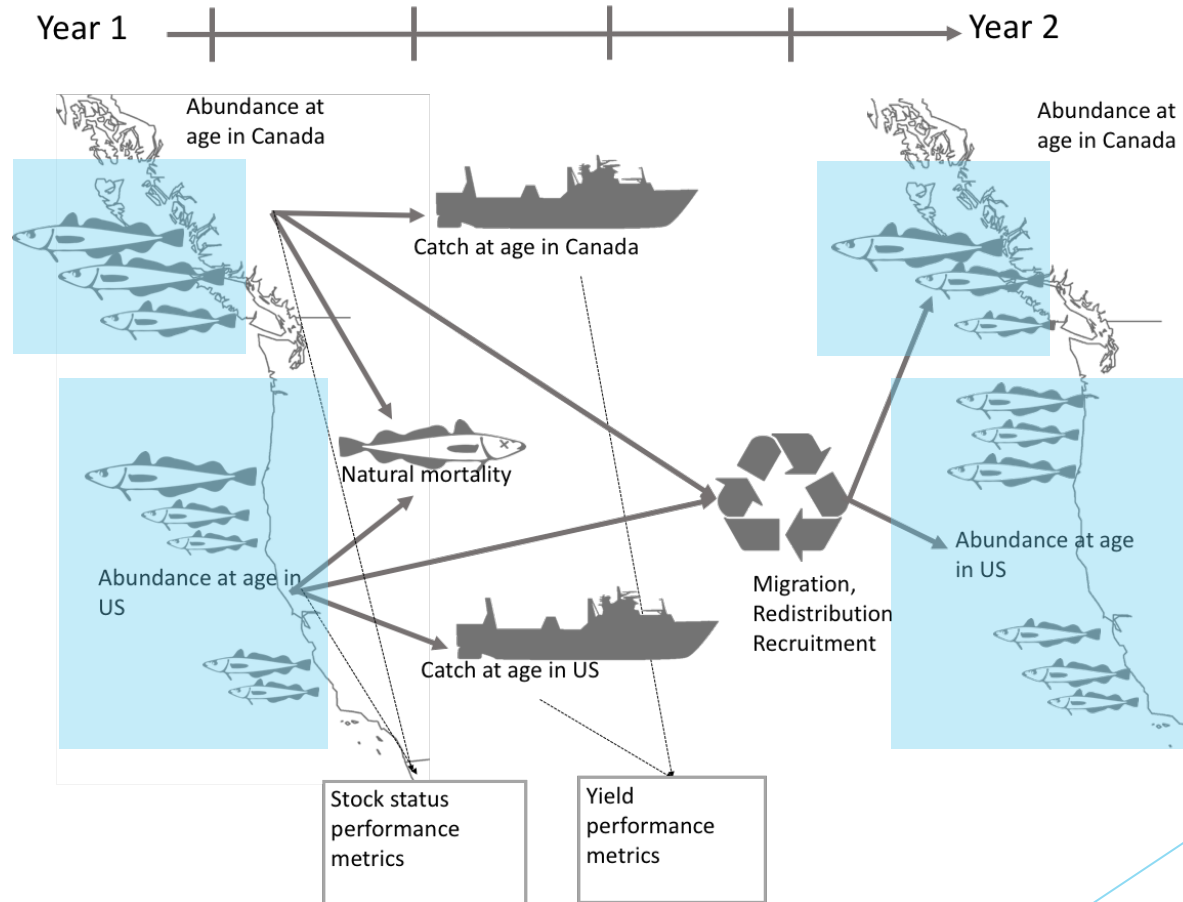 Year 1
Year 2
Abundance at
age in Canada
Abundance at
age in Canada
Catch at age in Canada
Natural mortality
Abundance at age in
US
Abundance at age
in US
Migration,
Redistribution
Recruitment
Catch at age in US
Stock status
performance
metrics
Yield
performance
metrics